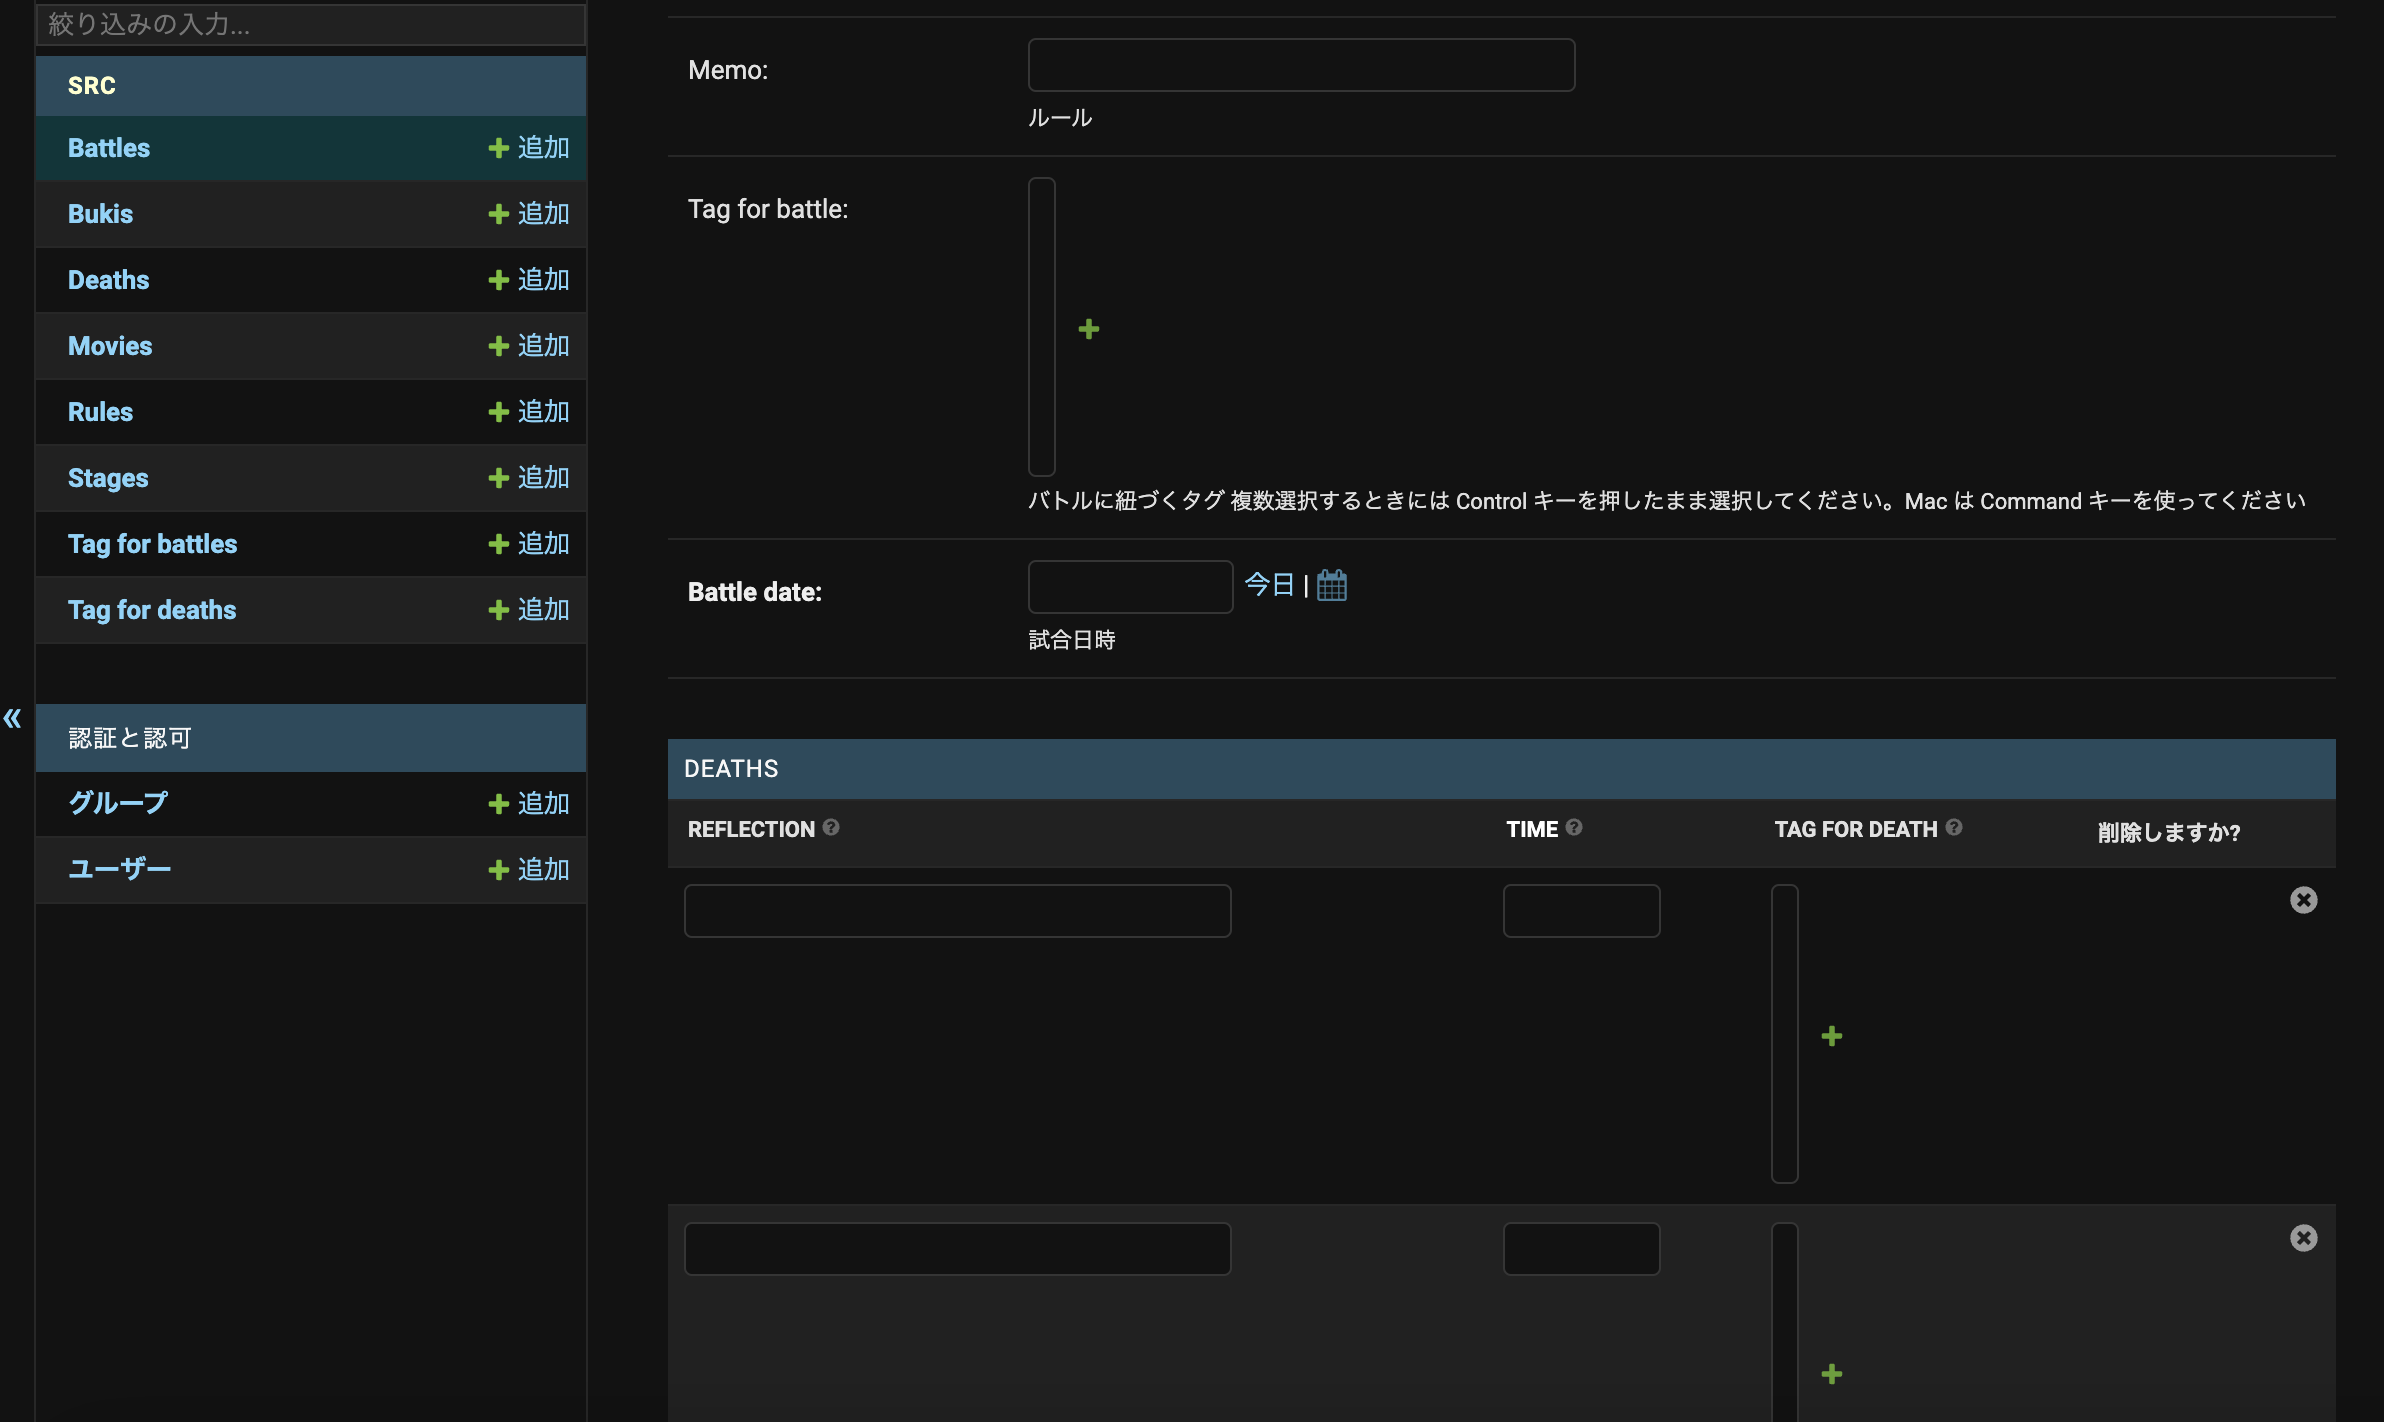 絞り込みの入力...
SRC
Battles 追加
Bukis 追加
Deaths 追加
Movies 追加
Rules 追加
Stages 追加
Tag for battles 追加
Tag for deaths 追加
認証と認可
グループ 追加
ユーザー 追加
«
Memo:
ルール
Tag for battle:
バトルに紐づくタグ 複数選択するときには Control キーを押したまま選択してください。Mac は Command キーを使ってください
Battle date: 今日 |
試合日時
DEATHS
REFLECTION TIME TAG FOR DEATH 削除しますか?